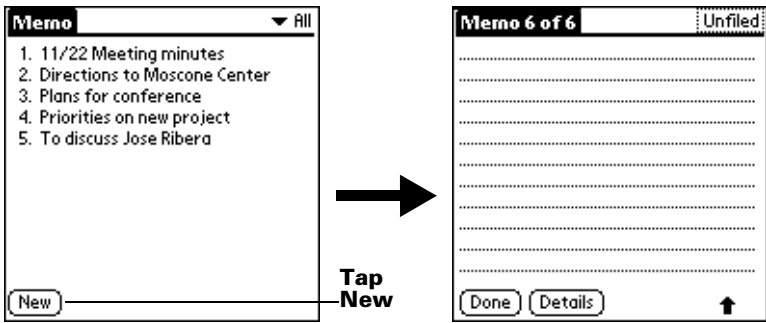 Memo All
1. 11/22 Meeting minutes
2. Directions to Moscone Center
3. Plans for conference
4. Priorities on new project
5. To discuss Jose Ribera
New
Tap
New
Memo 6 of 6 Unfiled
Done Details